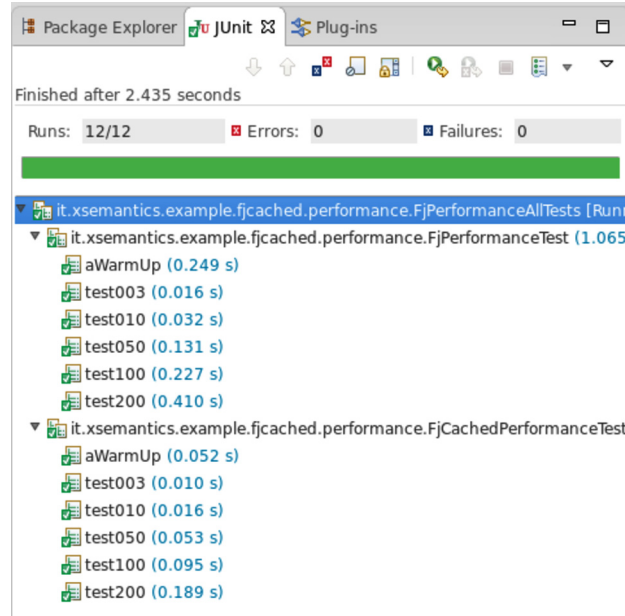 Package Explorer JUnit Plug-ins
Finished after 2.435 seconds
Runs: 12/12 Errors: 0 Failures: 0
it.xsemantics.example.fjcached.performance.FjPerformanceAllTests [Runn
it.xsemantics.example.fjcached.performance.FjPerformanceTest (1.065
aWarmUp (0.249 s)
test003 (0.016 s)
test010 (0.032 s)
test050 (0.131 s)
test100 (0.227 s)
test200 (0.410 s)
it.xsemantics.example.fjcached.performance.FjCachedPerformanceTest
aWarmUp (0.052 s)
test003 (0.010 s)
test010 (0.016 s)
test050 (0.053 s)
test100 (0.095 s)
test200 (0.189 s)